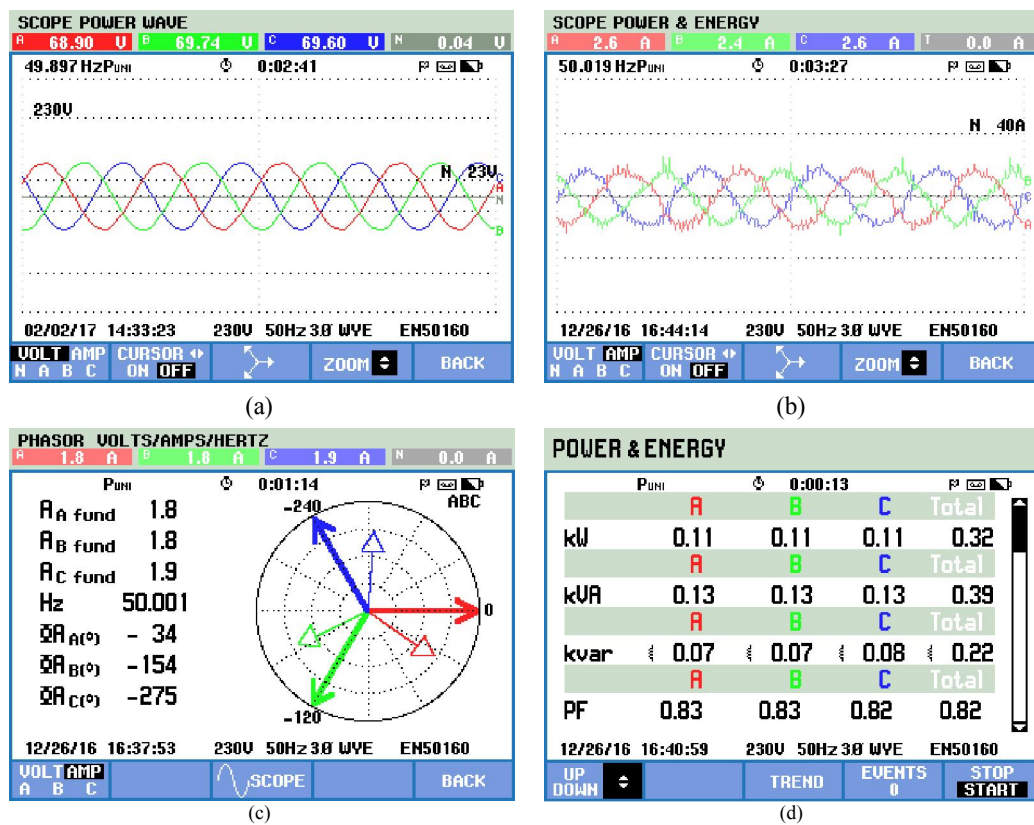 SCOPE POWER WAVE
A 68.90 V B 69.74 V C 69.60 V N 0.04 V
49.897 Hz PUNI 0:02:41
230V
N 23V
C
A
N
B
02/02/17 14:33:23 230V 50Hz 3Ø WYE EN50160
VOLT AMP CURSOR ZOOM BACK
N A B C ON OFF
(a)
SCOPE POWER & ENERGY
A 2.6 A B 2.4 A C 2.6 A T 0.0 A
50.019 Hz PUNI 0:03:27
N 40A
B
C
A
12/26/16 16:44:14 230V 50Hz 3Ø WYE EN50160
VOLT AMP CURSOR ZOOM BACK
N A B C ON OFF
(b)
PHASOR VOLTS/AMPS/HERTZ
A 1.8 A B 1.8 A C 1.9 A N 0.0 A
PUNI 0:01:14
ABC
-240
A A fund 1.8
A B fund 1.8
A C fund 1.9
Hz 50.001
0
ΦA A(°) - 34
ΦA B(°) -154
ΦA C(°) -275
-120
12/26/16 16:37:53 230V 50Hz 3Ø WYE EN50160
VOLT AMP SCOPE BACK
A B C
(c)
POWER & ENERGY
PUNI 0:00:13
A B C Total
kW 0.11 0.11 0.11 0.32
A B C Total
kVA 0.13 0.13 0.13 0.39
A B C Total
kvar 0.07 0.07 0.08 0.22
A B C Total
PF 0.83 0.83 0.82 0.82
12/26/16 16:40:59 230V 50Hz 3Ø WYE EN50160
UP TREND EVENTS STOP
DOWN 0 START
(d)